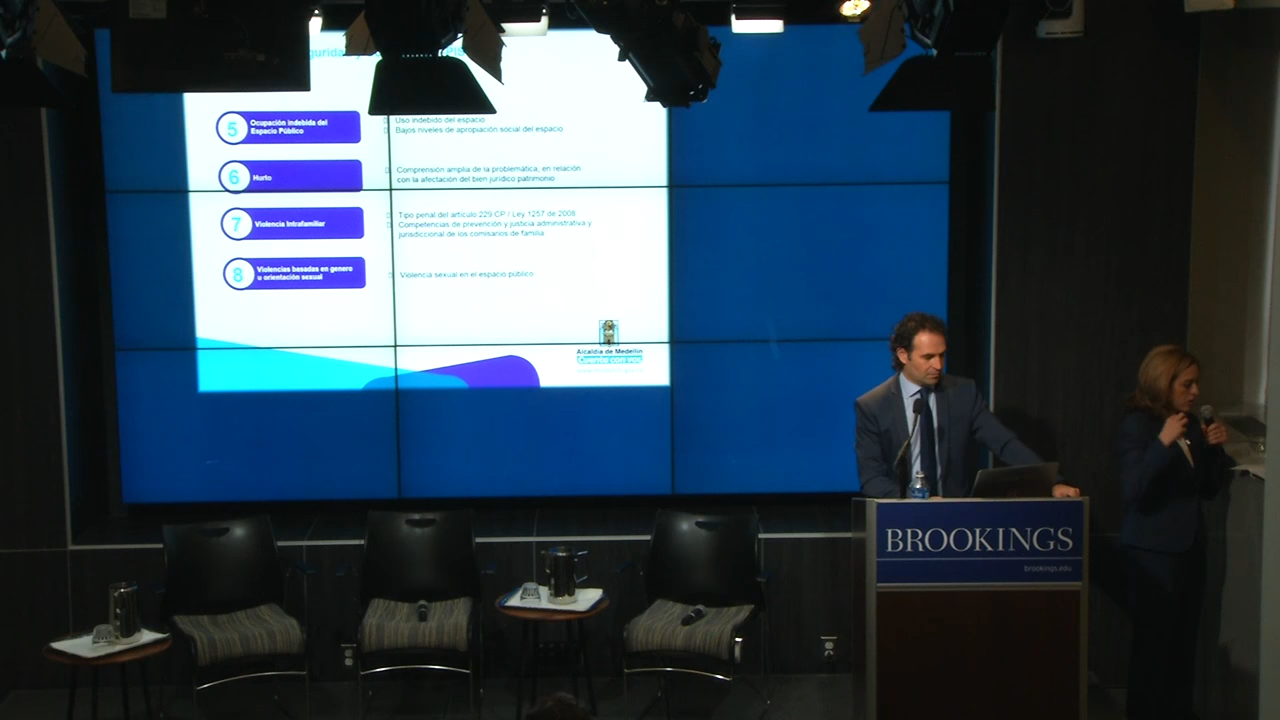 5
Ocupación indebida del
Espacio Público
Uso indebido del espacio
Bajos niveles de apropiación social del espacio
6
Hurto
Comprensión amplia de la problemática, en relación
con la afectación del bien jurídico patrimonio
7
Violencia Intrafamiliar
Tipo penal del artículo 229 CP / Ley 1257 de 2008
Competencias de prevención y justicia administrativa y
jurisdiccional de los comisarios de familia
8
Violencias basadas en genero
u orientación sexual
Violencia sexual en el espacio público
Alcaldía de Medellín
BROOKINGS
brookings.edu